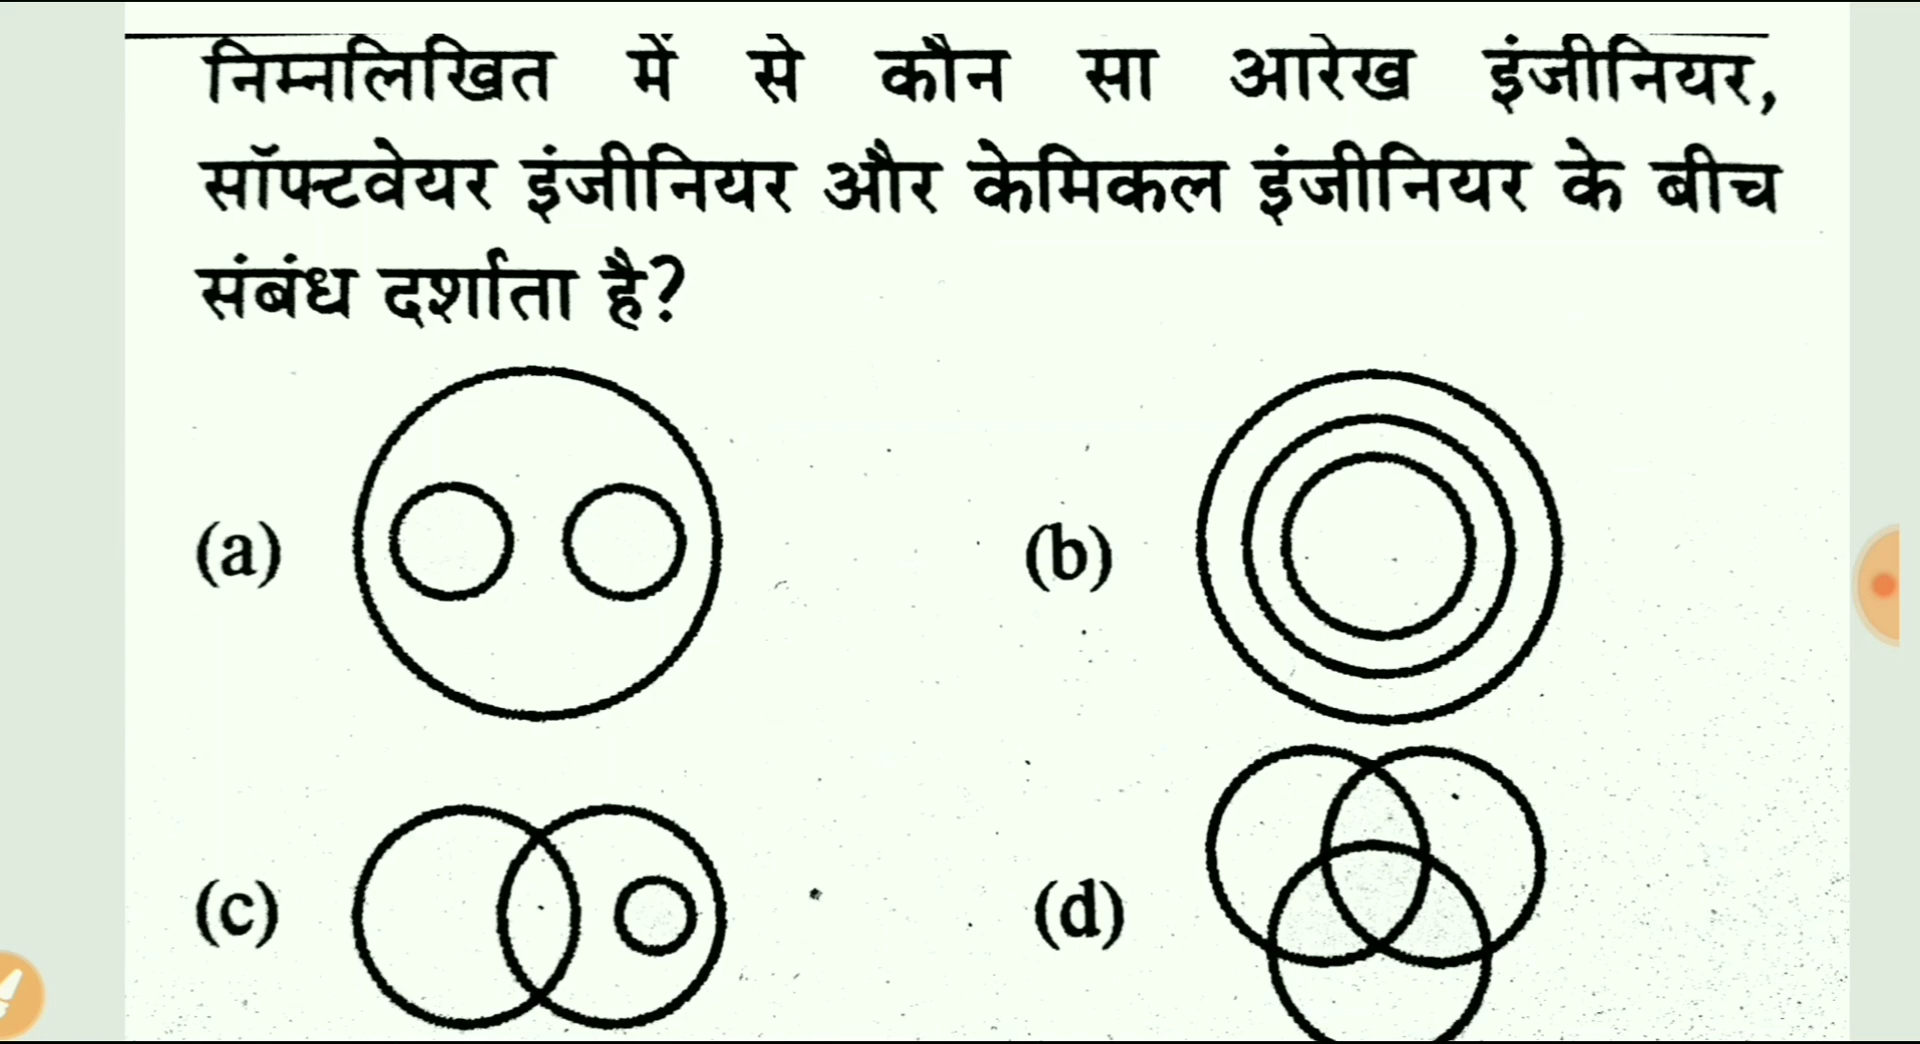 निम्नलिखित में से कौन सा आरेख इंजीनियर,
सॉफ्टवेयर इंजीनियर और केमिकल इंजीनियर के बीच
संबंध दर्शाता है?
(a)
(b)
(c)
(d)